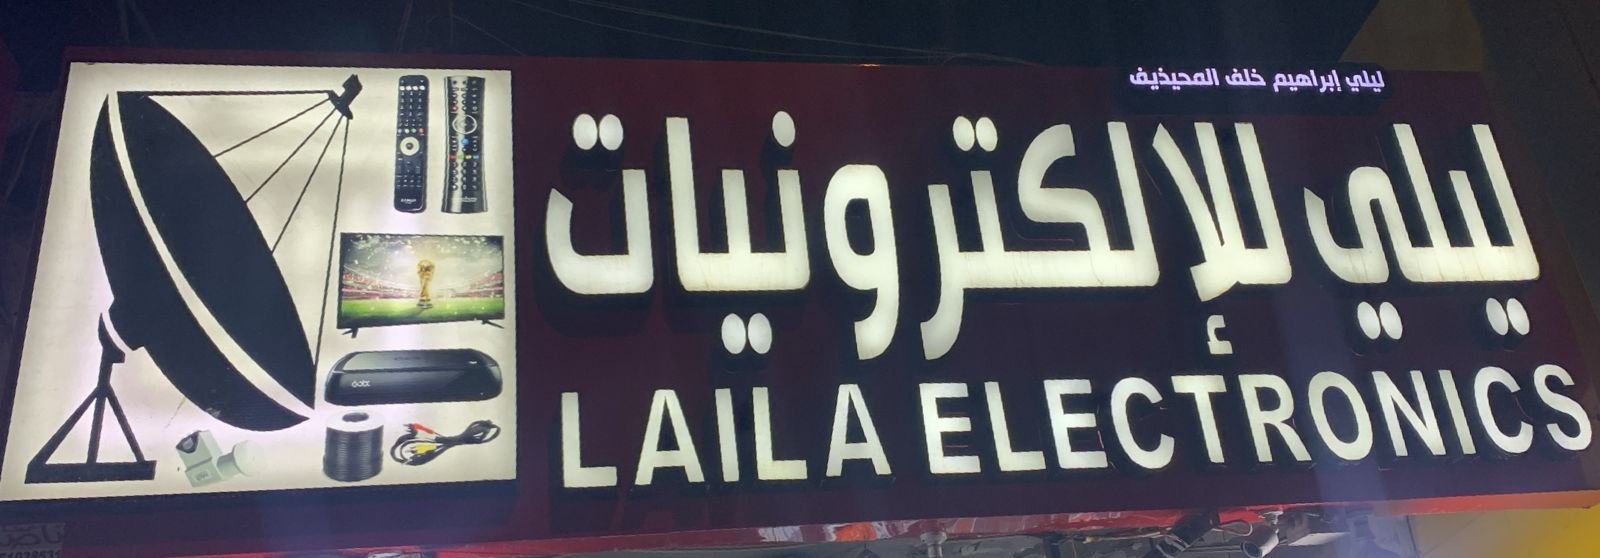 ليلي إبراهيم خلف المحيذيف
ليلي للإلكترونيات
LAILA ELECTRONICS